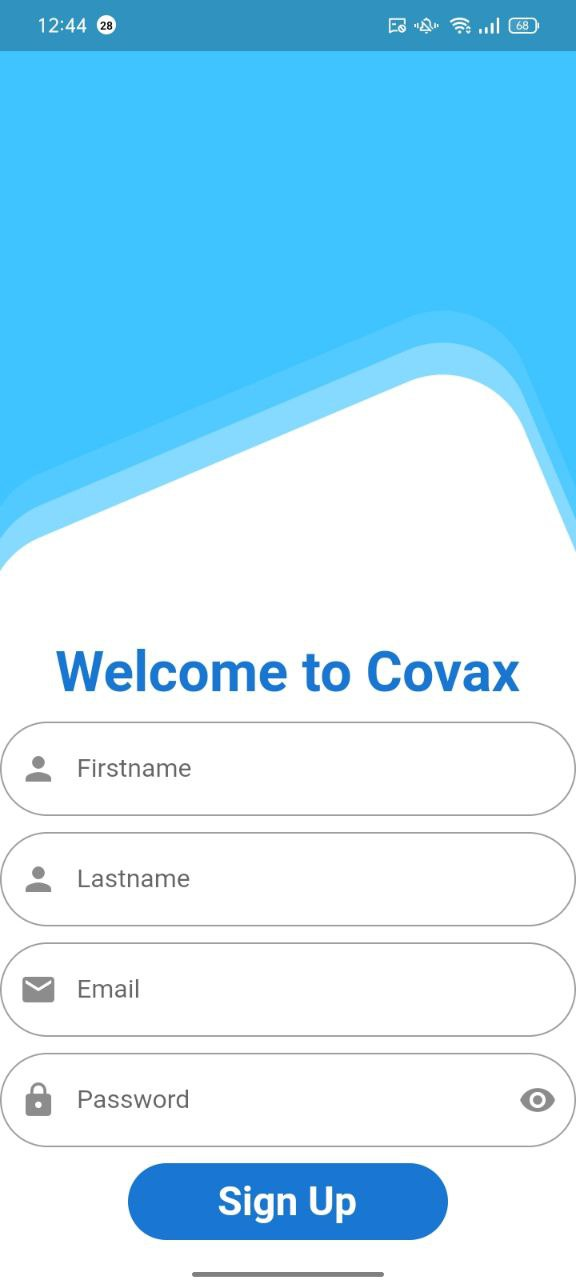 12:44 28 68
Welcome to Covax
Firstname
Lastname
Email
Password
Sign Up